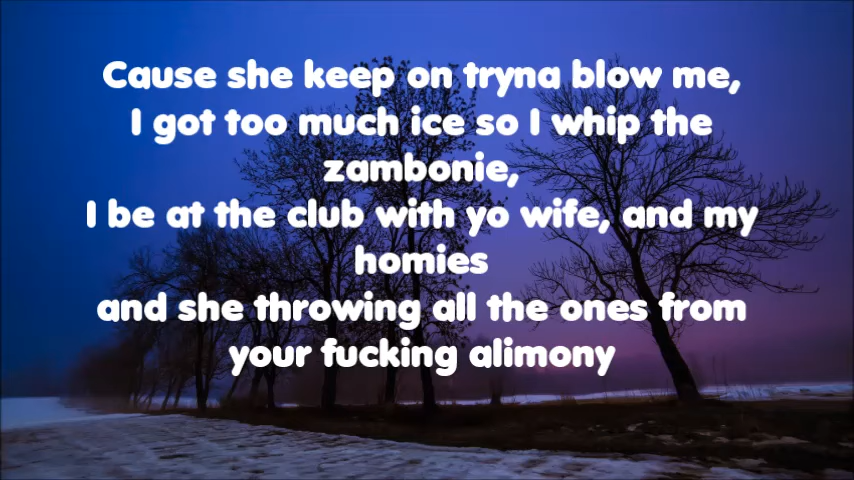 Cause she keep on tryna blow me,
I got too much ice so I whip the
zambonie,
I be at the club with yo wife, and my
homies
and she throwing all the ones from
your fucking alimony